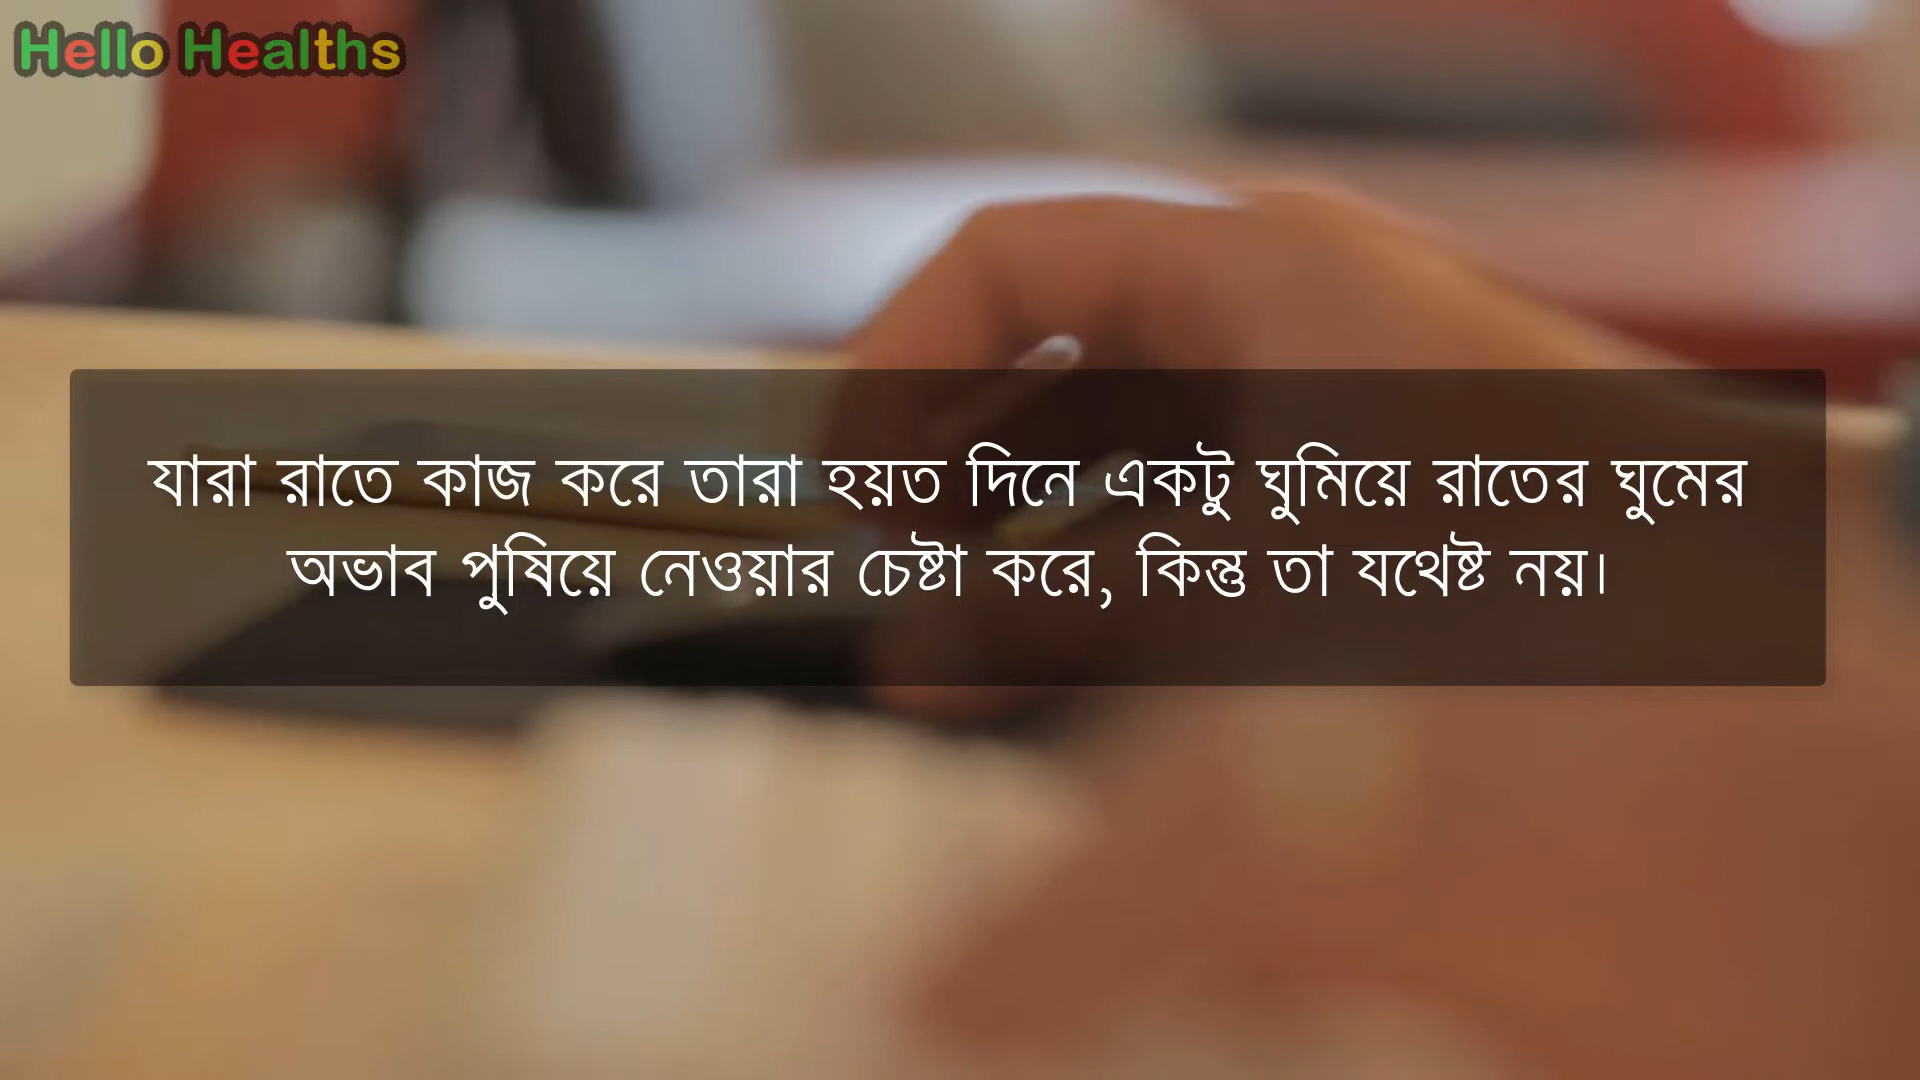 Hello Healths
যারা রাতে কাজ করে তারা হয়ত দিনে একটু ঘুমিয়ে রাতের ঘুমের
অভাব পুষিয়ে নেওয়ার চেষ্টা করে, কিন্তু তা যথেষ্ট নয়।